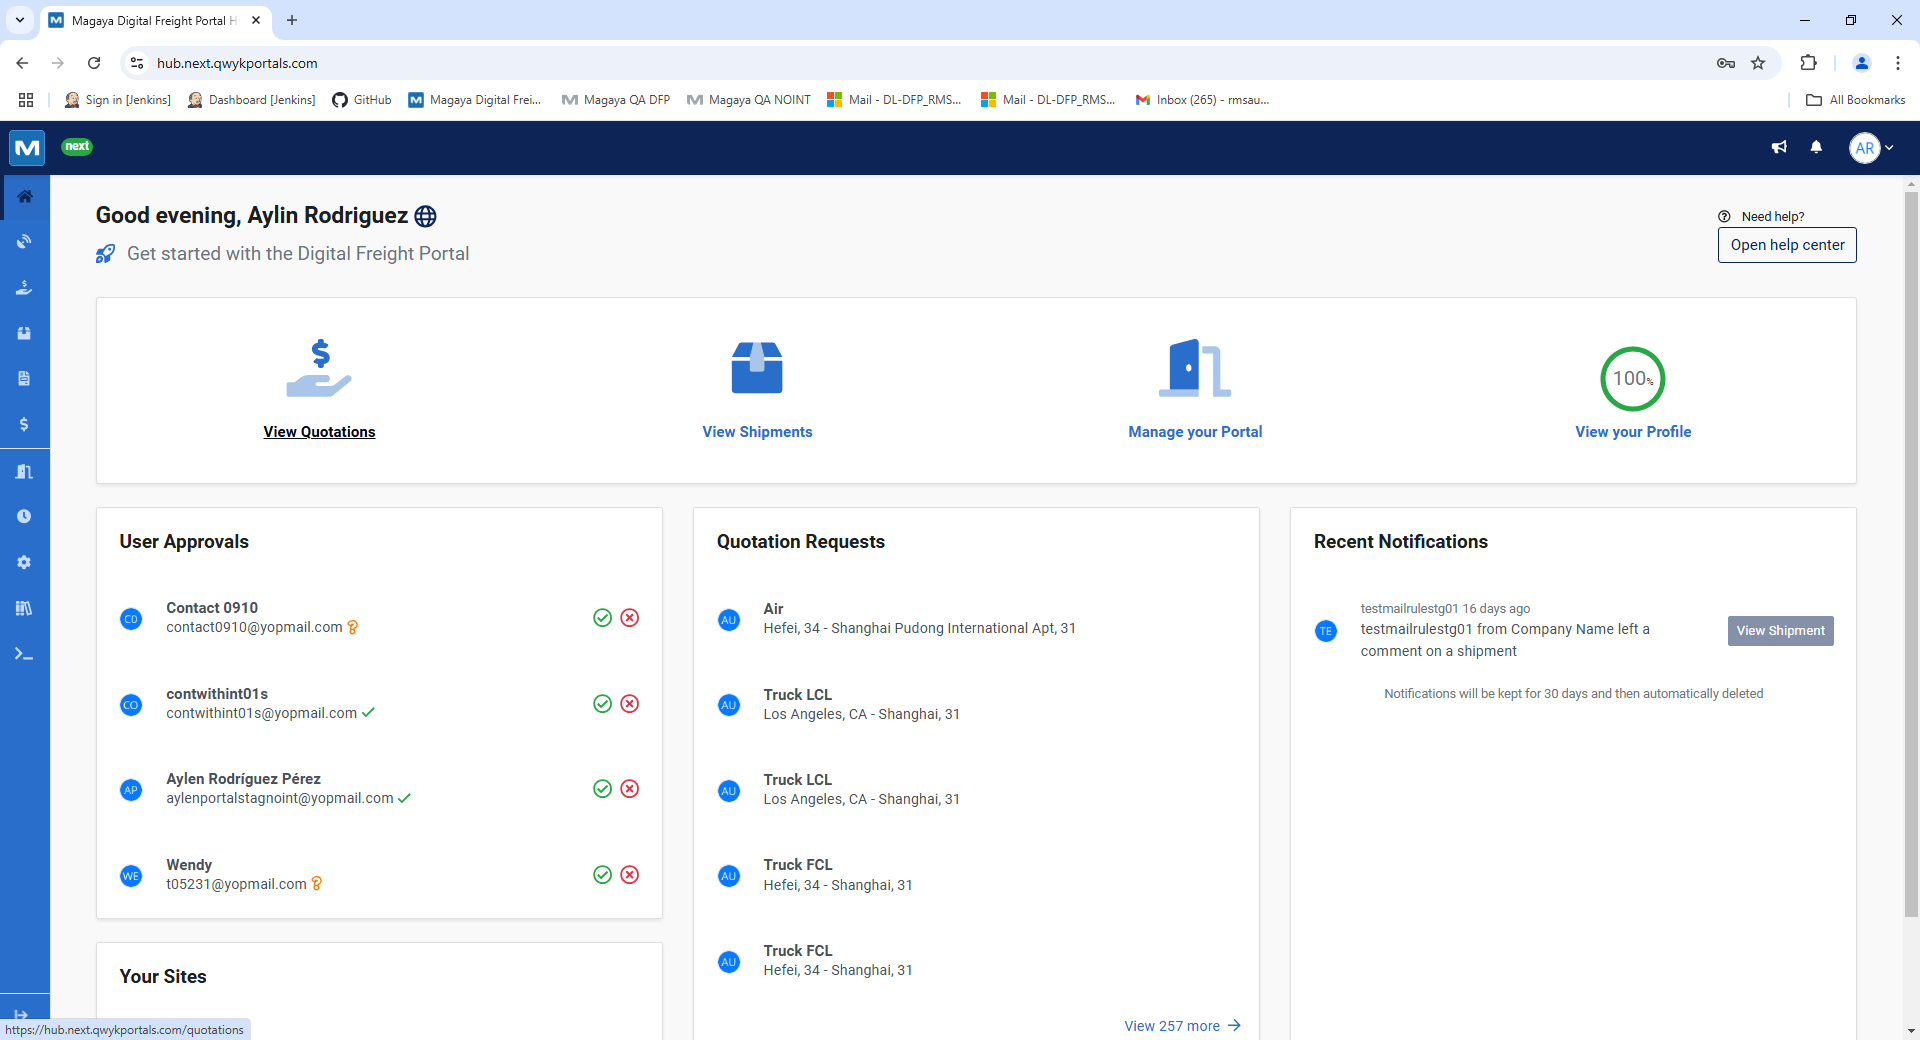 Magaya Digital Freight Portal H
hub.next.qwykportals.com
Sign in [Jenkins]
Dashboard [Jenkins]
GitHub
Magaya Digital Frei...
Magaya QA DFP
Magaya QA NOINT
Mail - DL-DFP_RMS...
Mail - DL-DFP_RMS...
Inbox (265) - rmsau...
All Bookmarks
next
AR
Good evening, Aylin Rodriguez
Get started with the Digital Freight Portal
Need help?
Open help center
View Quotations
View Shipments
Manage your Portal
100%
View your Profile
User Approvals
C0
Contact 0910
contact0910@yopmail.com
CO
contwithint01s
contwithint01s@yopmail.com
AP
Aylen Rodríguez Pérez
aylenportalstagnoint@yopmail.com
WE
Wendy
t05231@yopmail.com
Your Sites
Quotation Requests
AU
Air
Hefei, 34 - Shanghai Pudong International Apt, 31
AU
Truck LCL
Los Angeles, CA - Shanghai, 31
AU
Truck LCL
Los Angeles, CA - Shanghai, 31
AU
Truck FCL
Hefei, 34 - Shanghai, 31
AU
Truck FCL
Hefei, 34 - Shanghai, 31
View 257 more
Recent Notifications
TE
testmailrulestg01 16 days ago
testmailrulestg01 from Company Name left a
comment on a shipment
View Shipment
Notifications will be kept for 30 days and then automatically deleted
https://hub.next.qwykportals.com/quotations